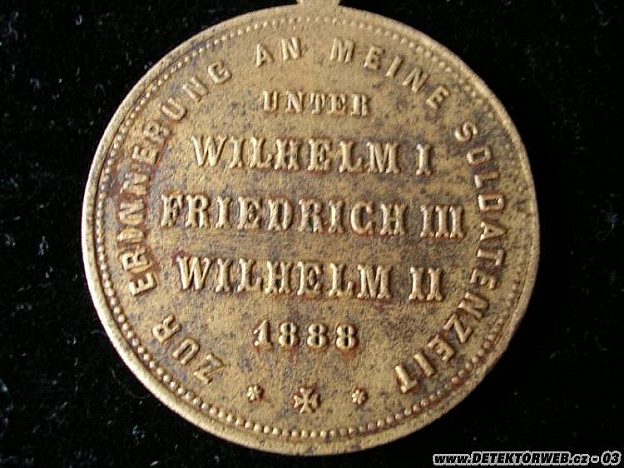 ZUR ERINNERUNG AN MEINE SOLDATENZEIT
UNTER
WILHELM I
FRIEDRICH III
WILHELM II
1888
www.DETEKTORWEB.cz - 03